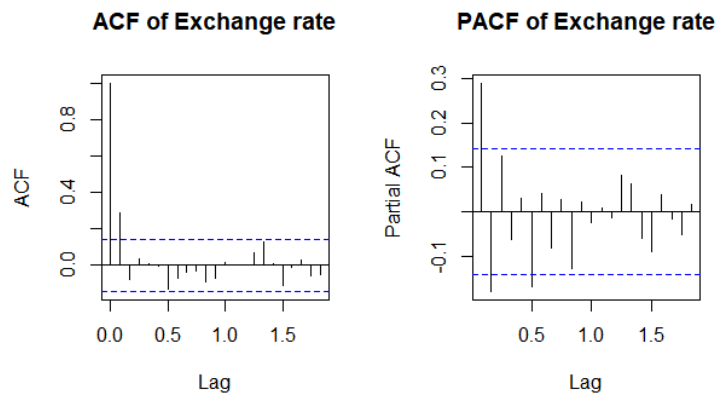 ACF of Exchange rate
ACF
0.0
0.4
0.8
0.0
0.5
1.0
1.5
Lag
PACF of Exchange rate
Partial ACF
-0.1
0.1
0.2
0.3
0.5
1.0
1.5
Lag